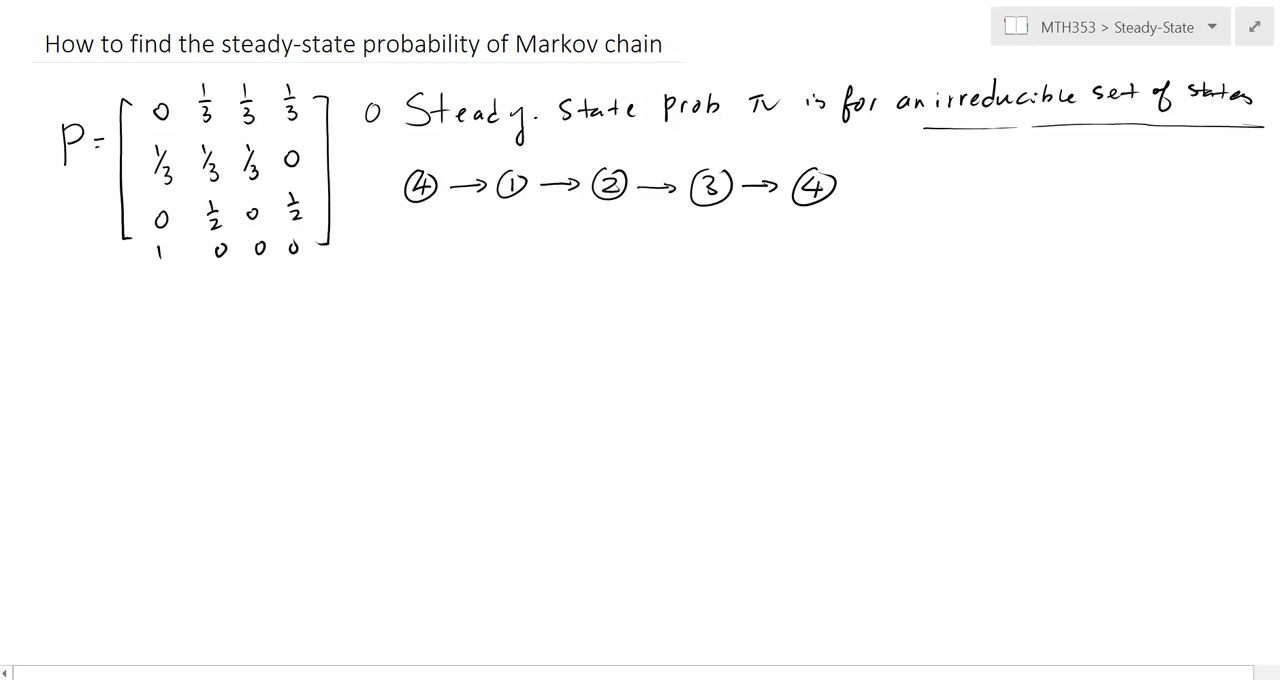 MTH353 > Steady-State
How to find the steady-state probability of Markov chain
P = [ 0 1/3 1/3 1/3
1/3 1/3 1/3 0
0 1/2 0 1/2
1 0 0 0 ]
o Steady. state prob π is for an irreducible set of states
④ → ① → ② → ③ → ④